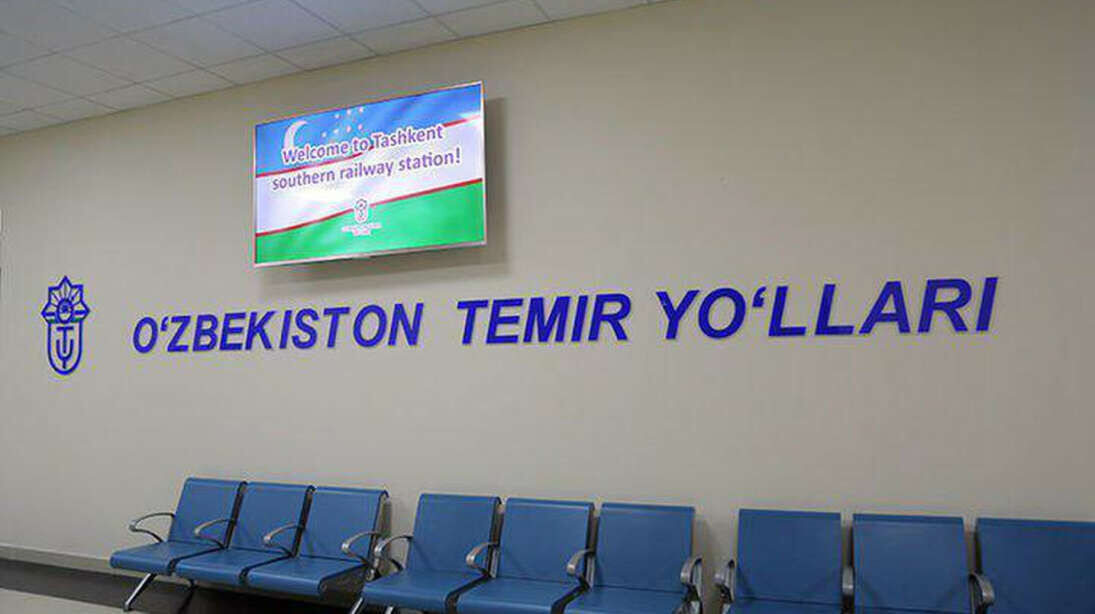 Welcome to Tashkent
southern railway station!
O‘ZBEKISTON TEMIR YO‘LLARI